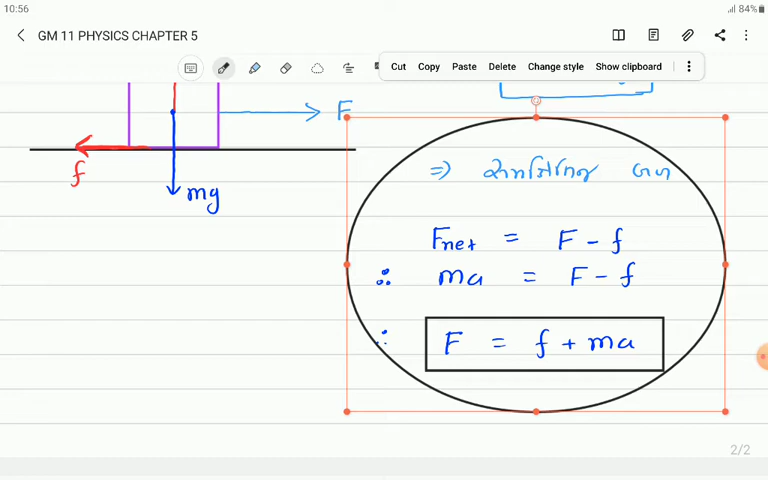 10:56
84%
GM 11 PHYSICS CHAPTER 5
Cut Copy Paste Delete Change style Show clipboard
F
f
mg
⇒ બળ
Fnet = F - f
∴ ma = F - f
∴ F = f + ma
2/2